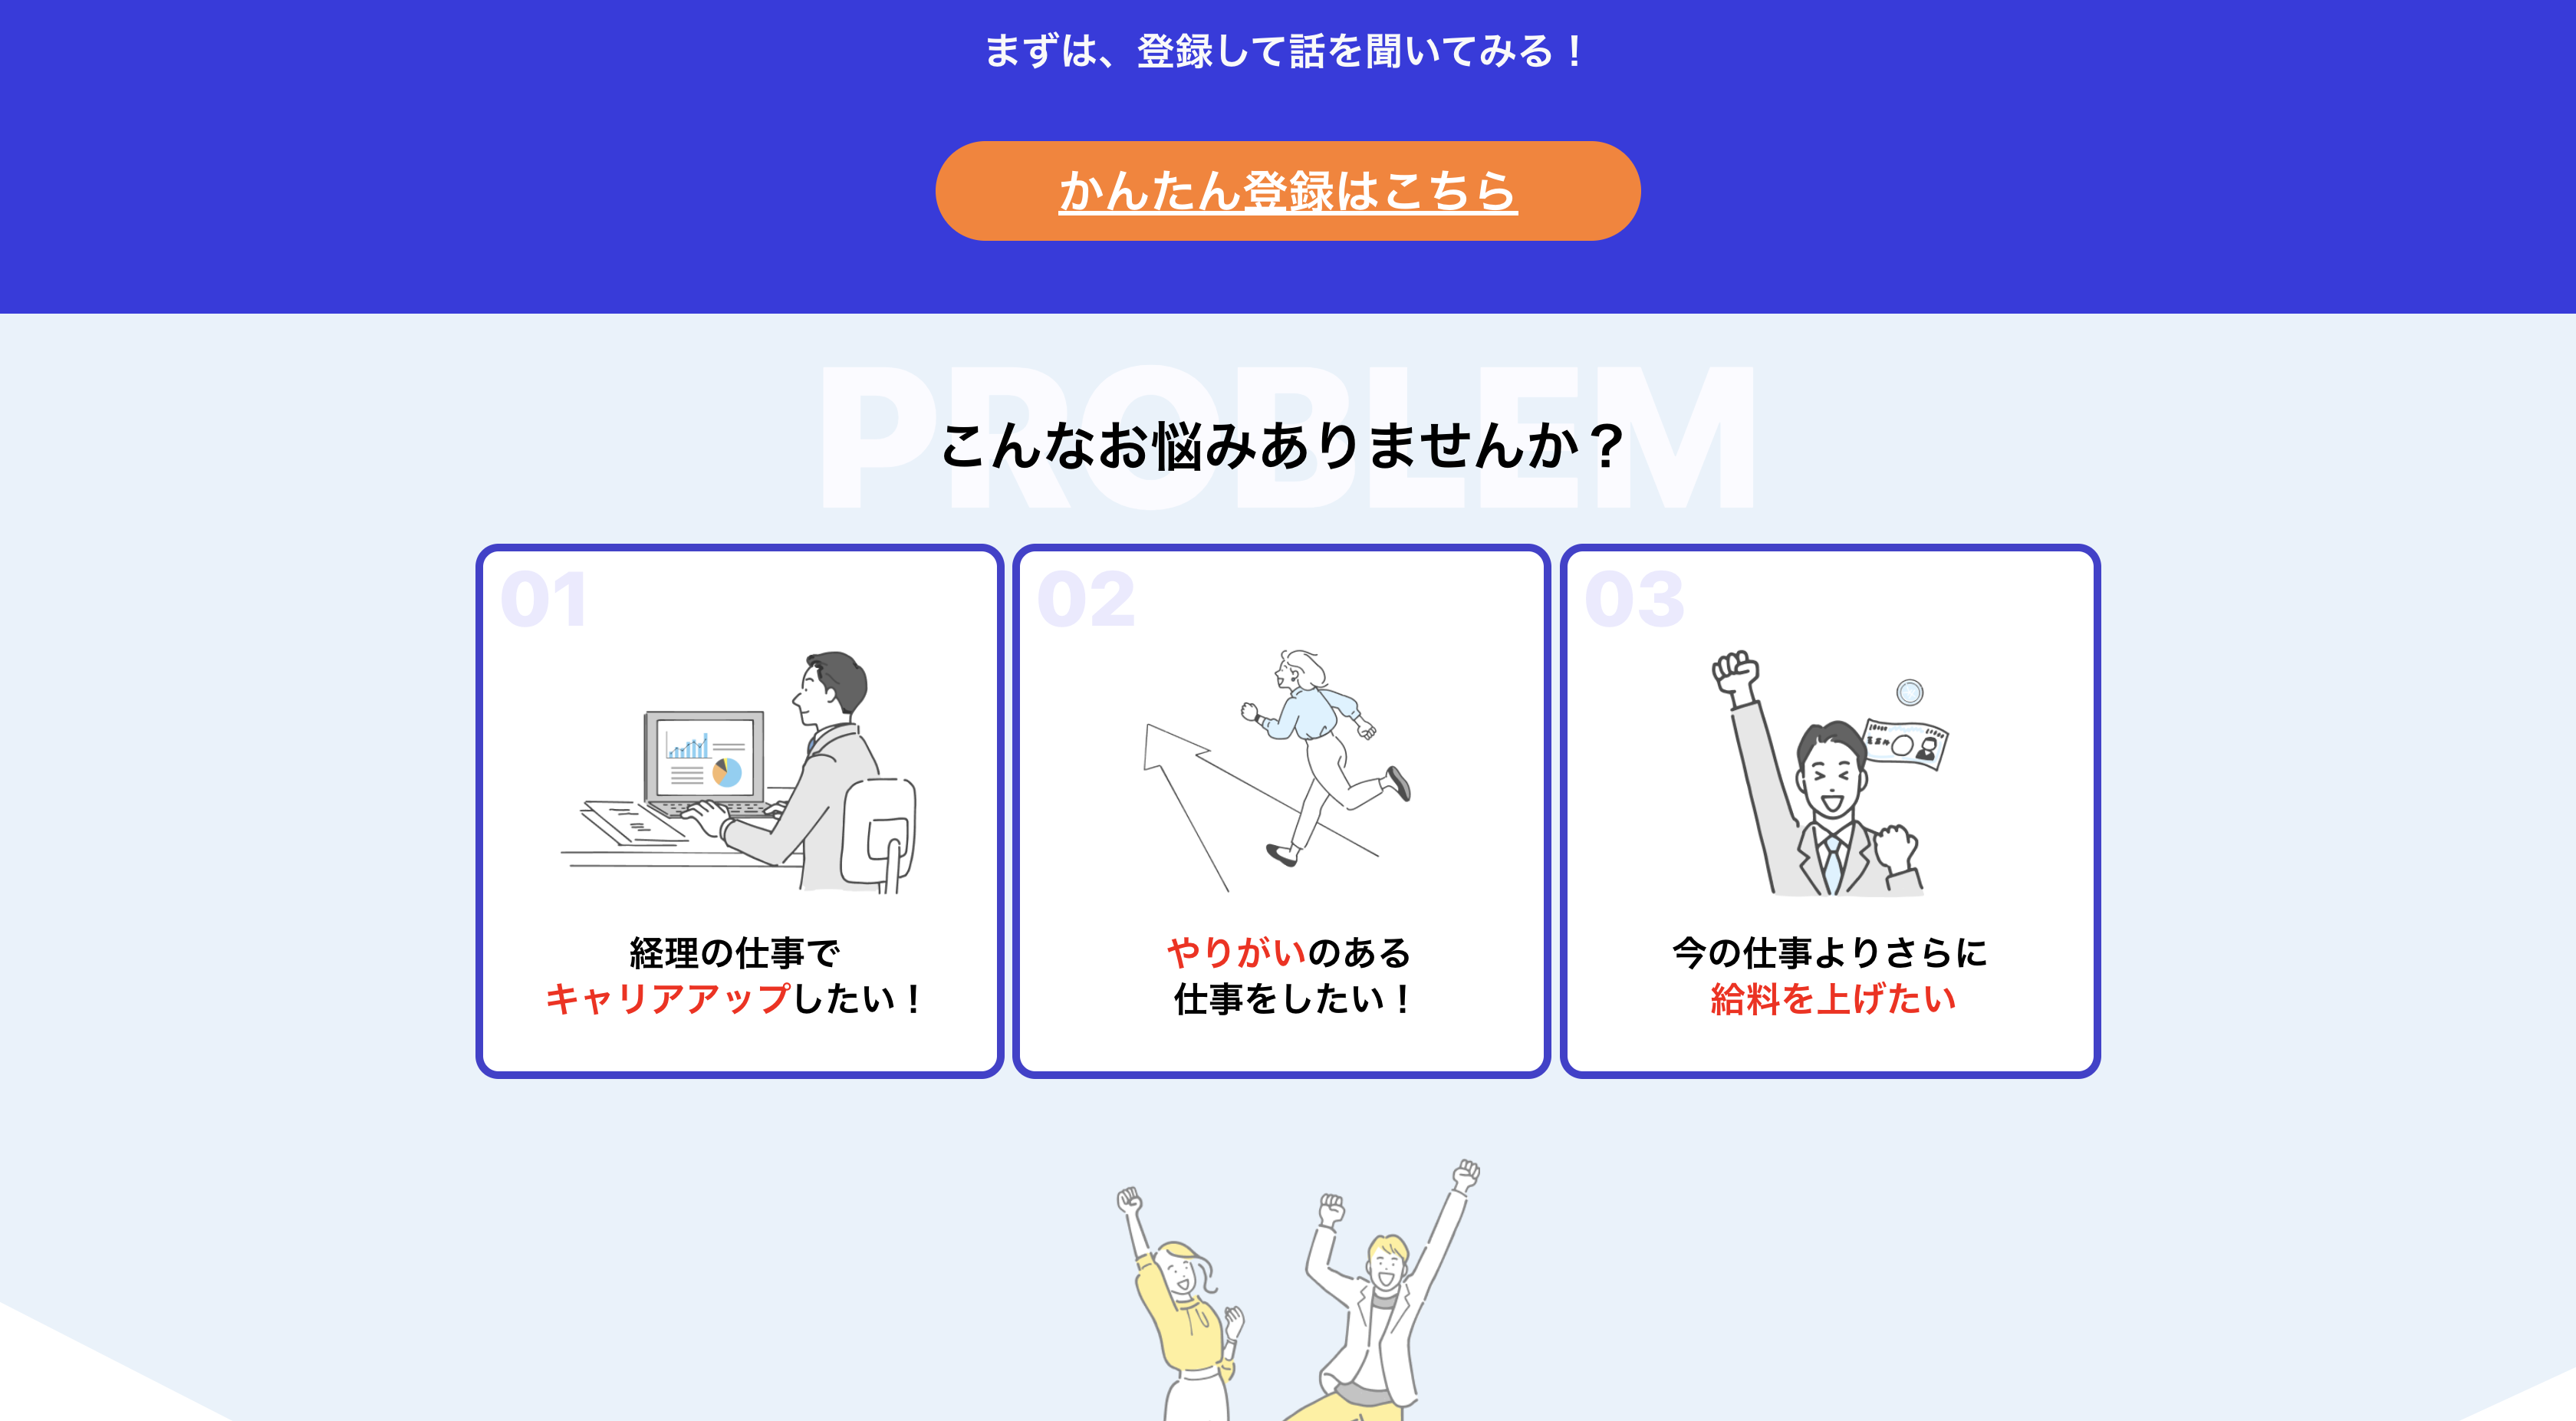 まずは、登録して話を聞いてみる！
かんたん登録はこちら
PROBLEM
こんなお悩みありませんか？
01
経理の仕事で
キャリアアップしたい！
02
やりがいのある
仕事をしたい！
03
今の仕事よりさらに
給料を上げたい